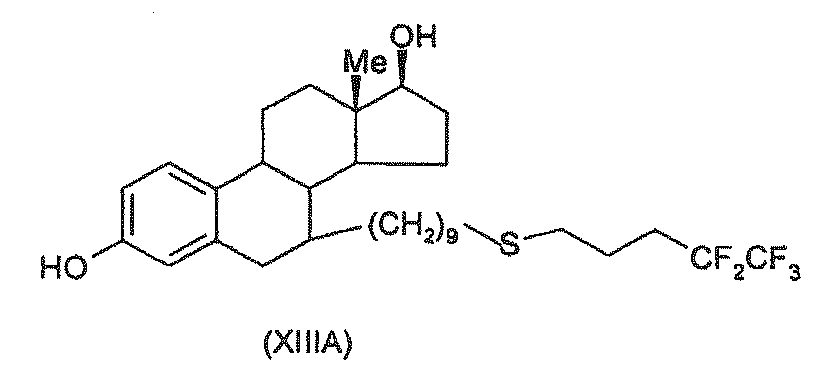 OH
Me
(CH2)9
S
HO
CF2CF3
(XIIIA)